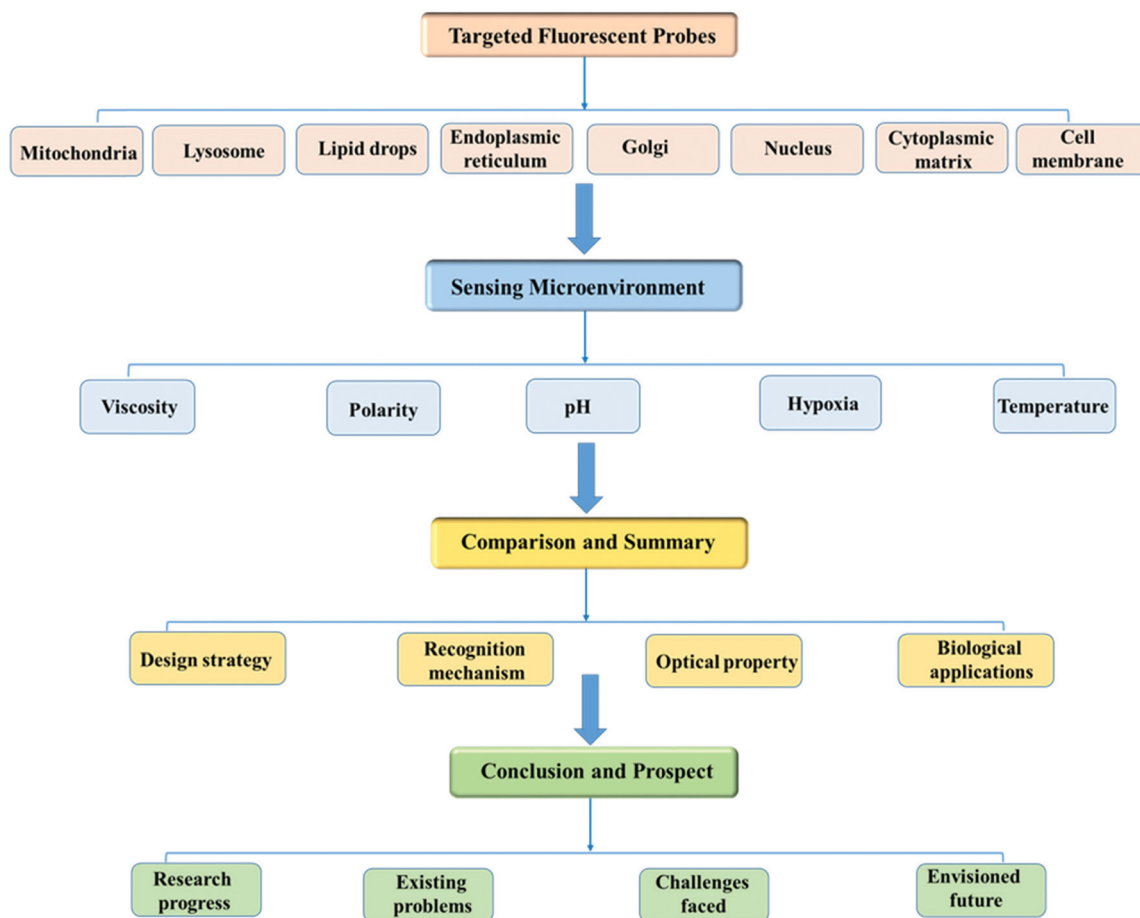 Targeted Fluorescent Probes
Mitochondria
Lysosome
Lipid drops
Endoplasmic
reticulum
Golgi
Nucleus
Cytoplasmic
matrix
Cell
membrane
Sensing Microenvironment
Viscosity
Polarity
pH
Hypoxia
Temperature
Comparison and Summary
Design strategy
Recognition
mechanism
Optical property
Biological
applications
Conclusion and Prospect
Research
progress
Existing
problems
Challenges
faced
Envisioned
future